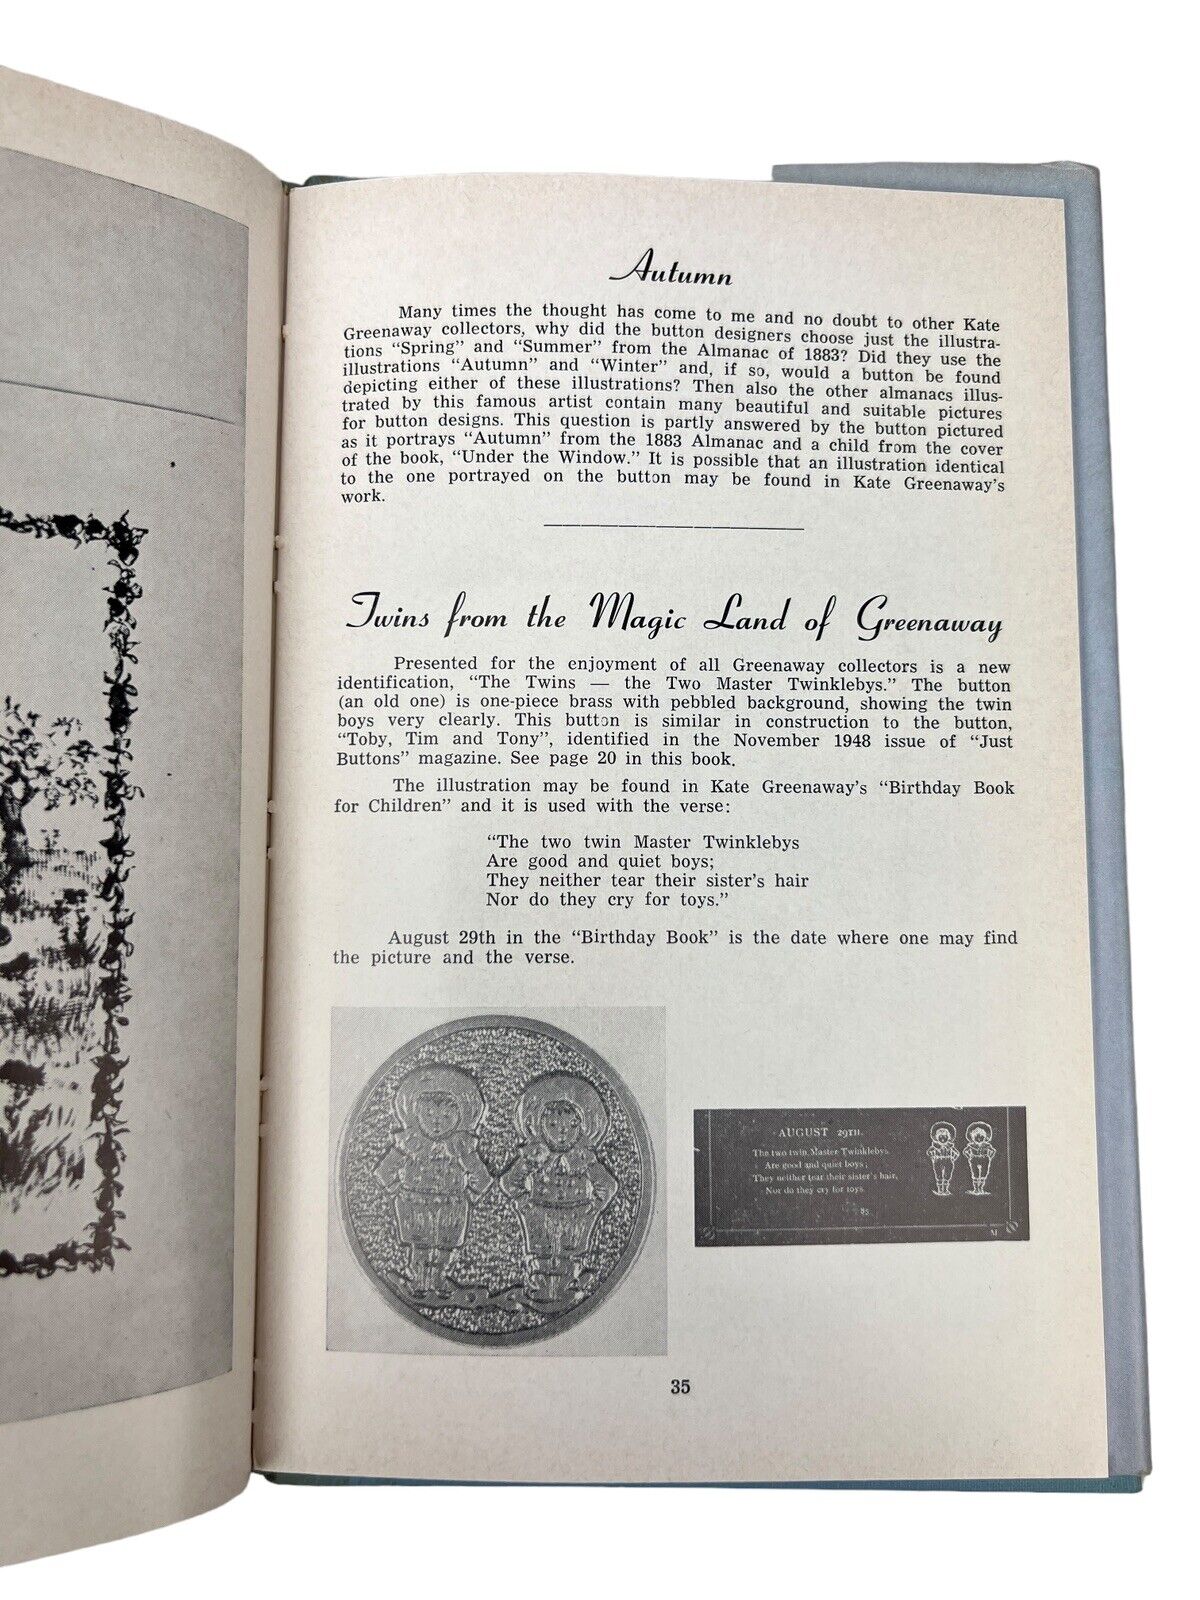 Autumn
Many times the thought has come to me and no doubt to other Kate
Greenaway collectors, why did the button designers choose just the illustra-
tions "Spring" and "Summer" from the Almanac of 1883? Did they use the
illustrations "Autumn" and "Winter" and, if so, would a button be found
depicting either of these illustrations? Then also the other almanacs illus-
trated by this famous artist contain many beautiful and suitable pictures
for button designs. This question is partly answered by the button pictured
as it portrays "Autumn" from the 1883 Almanac and a child from the cover
of the book, "Under the Window." It is possible that an illustration identical
to the one portrayed on the button may be found in Kate Greenaway's
work.
Twins from the Magic Land of Greenaway
Presented for the enjoyment of all Greenaway collectors is a new
identification, "The Twins — the Two Master Twinklebys." The button
(an old one) is one-piece brass with pebbled background, showing the twin
boys very clearly. This button is similar in construction to the button,
"Toby, Tim and Tony", identified in the November 1948 issue of "Just
Buttons" magazine. See page 20 in this book.
The illustration may be found in Kate Greenaway's "Birthday Book
for Children" and it is used with the verse:
"The two twin Master Twinklebys
Are good and quiet boys;
They neither tear their sister's hair
Nor do they cry for toys."
August 29th in the "Birthday Book" is the date where one may find
the picture and the verse.
AUGUST 29TH.
The two twin Master Twinklebys
Are good and quiet boys;
They neither tear their sister's hair,
Nor do they cry for toys.
85
M
35